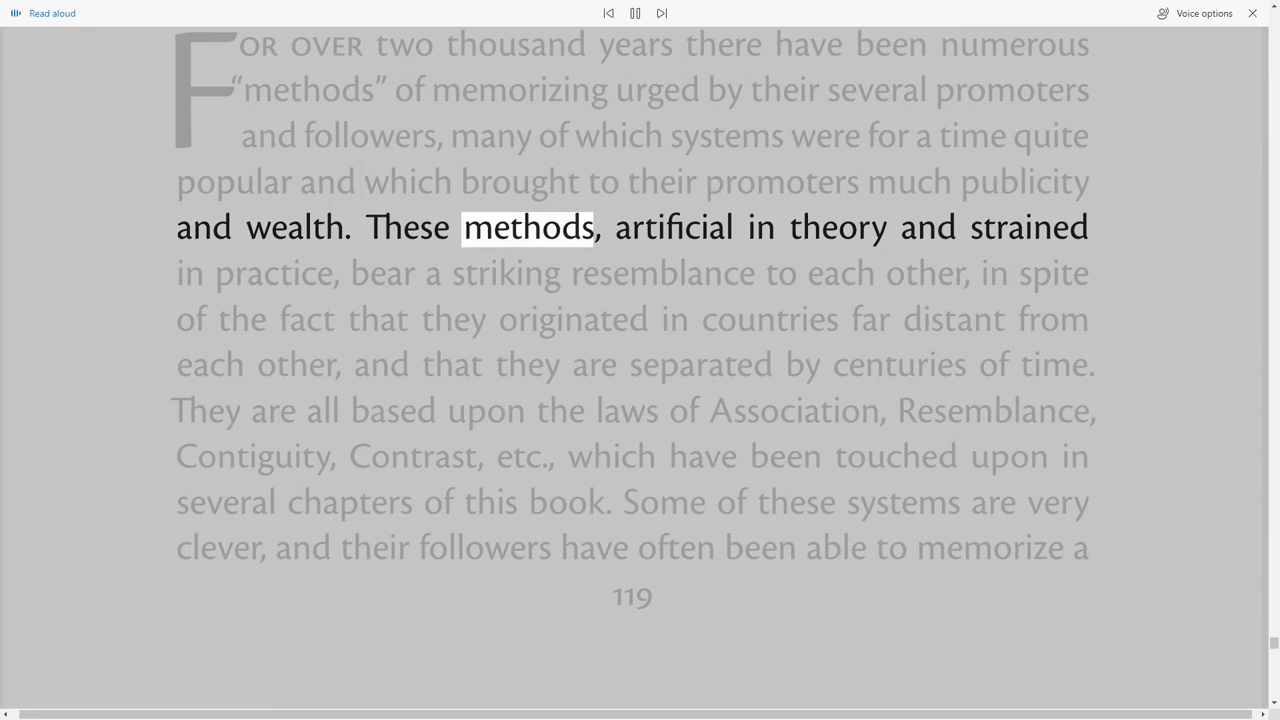 Read aloud
Voice options
FOR OVER two thousand years there have been numerous
“methods” of memorizing urged by their several promoters
and followers, many of which systems were for a time quite
popular and which brought to their promoters much publicity
and wealth. These methods, artificial in theory and strained
in practice, bear a striking resemblance to each other, in spite
of the fact that they originated in countries far distant from
each other, and that they are separated by centuries of time.
They are all based upon the laws of Association, Resemblance,
Contiguity, Contrast, etc., which have been touched upon in
several chapters of this book. Some of these systems are very
clever, and their followers have often been able to memorize a
119